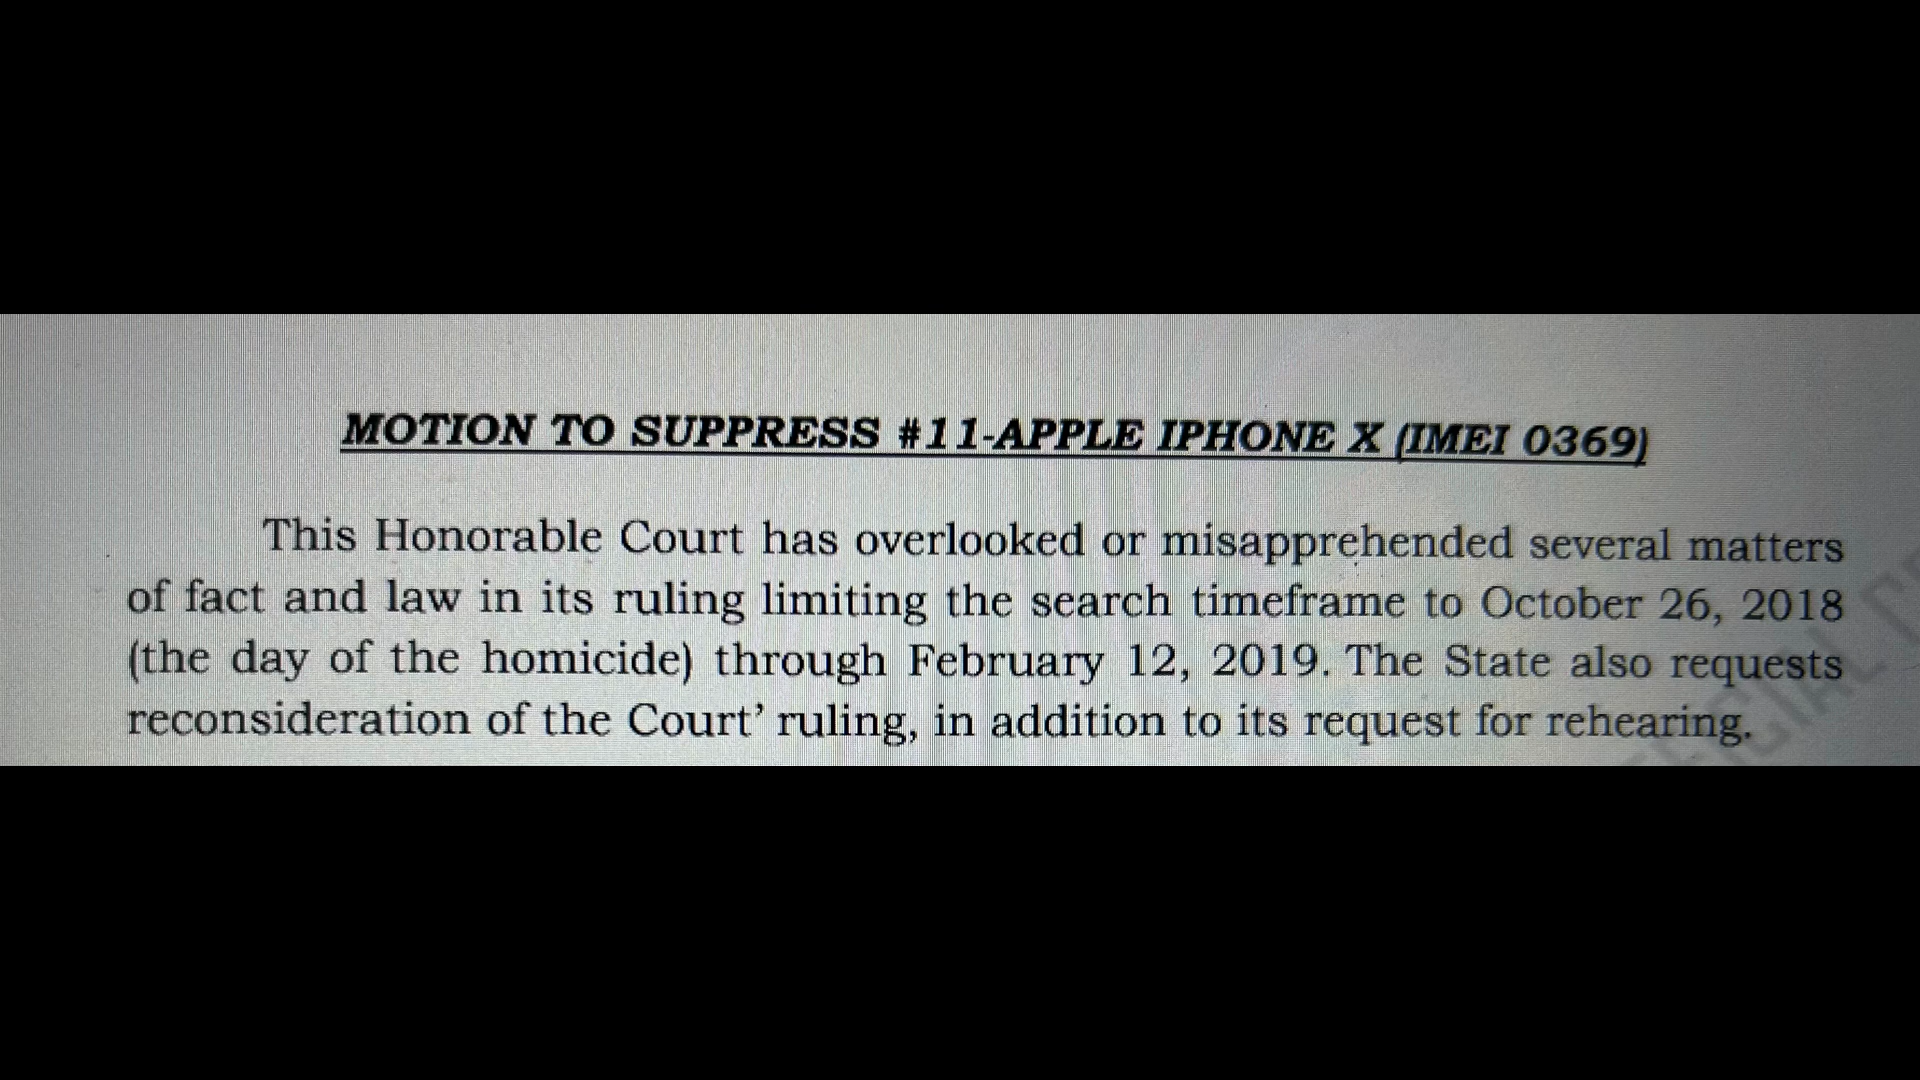 MOTION TO SUPPRESS #11-APPLE IPHONE X (IMEI 0369)
This Honorable Court has overlooked or misapprehended several matters
of fact and law in its ruling limiting the search timeframe to October 26, 2018
(the day of the homicide) through February 12, 2019. The State also requests
reconsideration of the Court’ ruling, in addition to its request for rehearing.